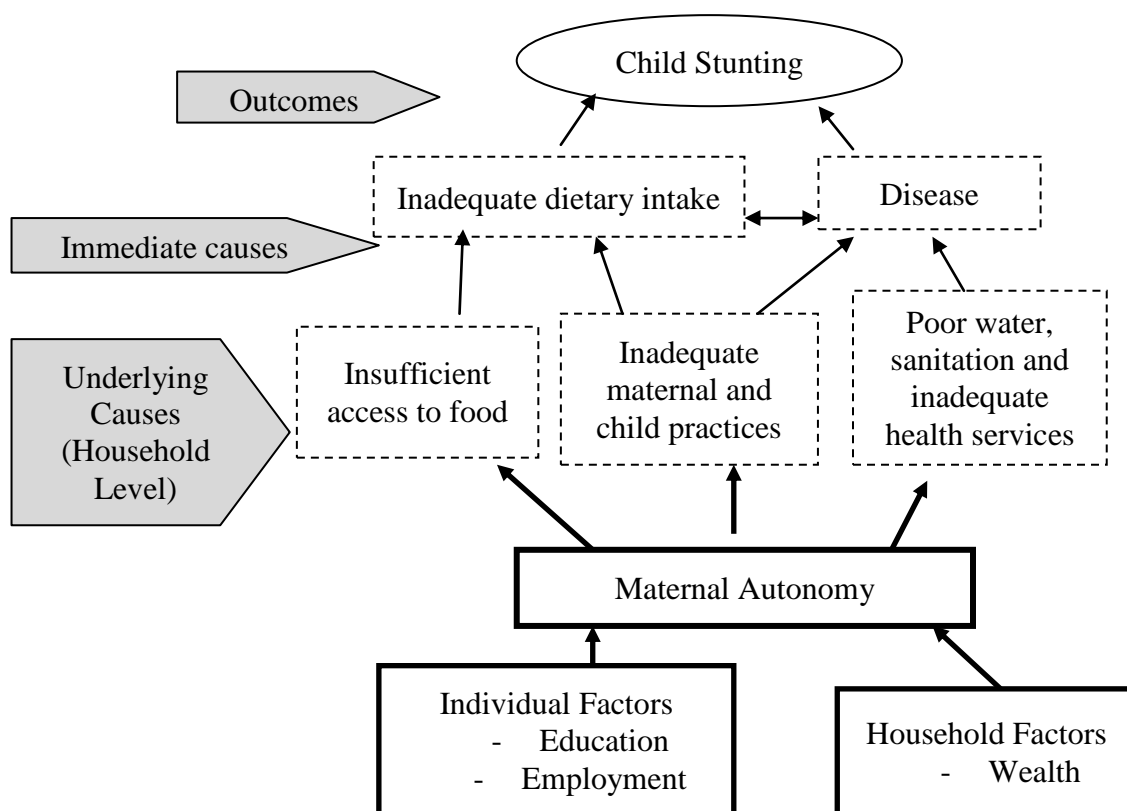 Child Stunting
Outcomes
Inadequate dietary intake
Disease
Immediate causes
Underlying
Causes
(Household
Level)
Insufficient
access to food
Inadequate
maternal and
child practices
Poor water,
sanitation and
inadequate
health services
Maternal Autonomy
Individual Factors
- Education
- Employment
Household Factors
- Wealth